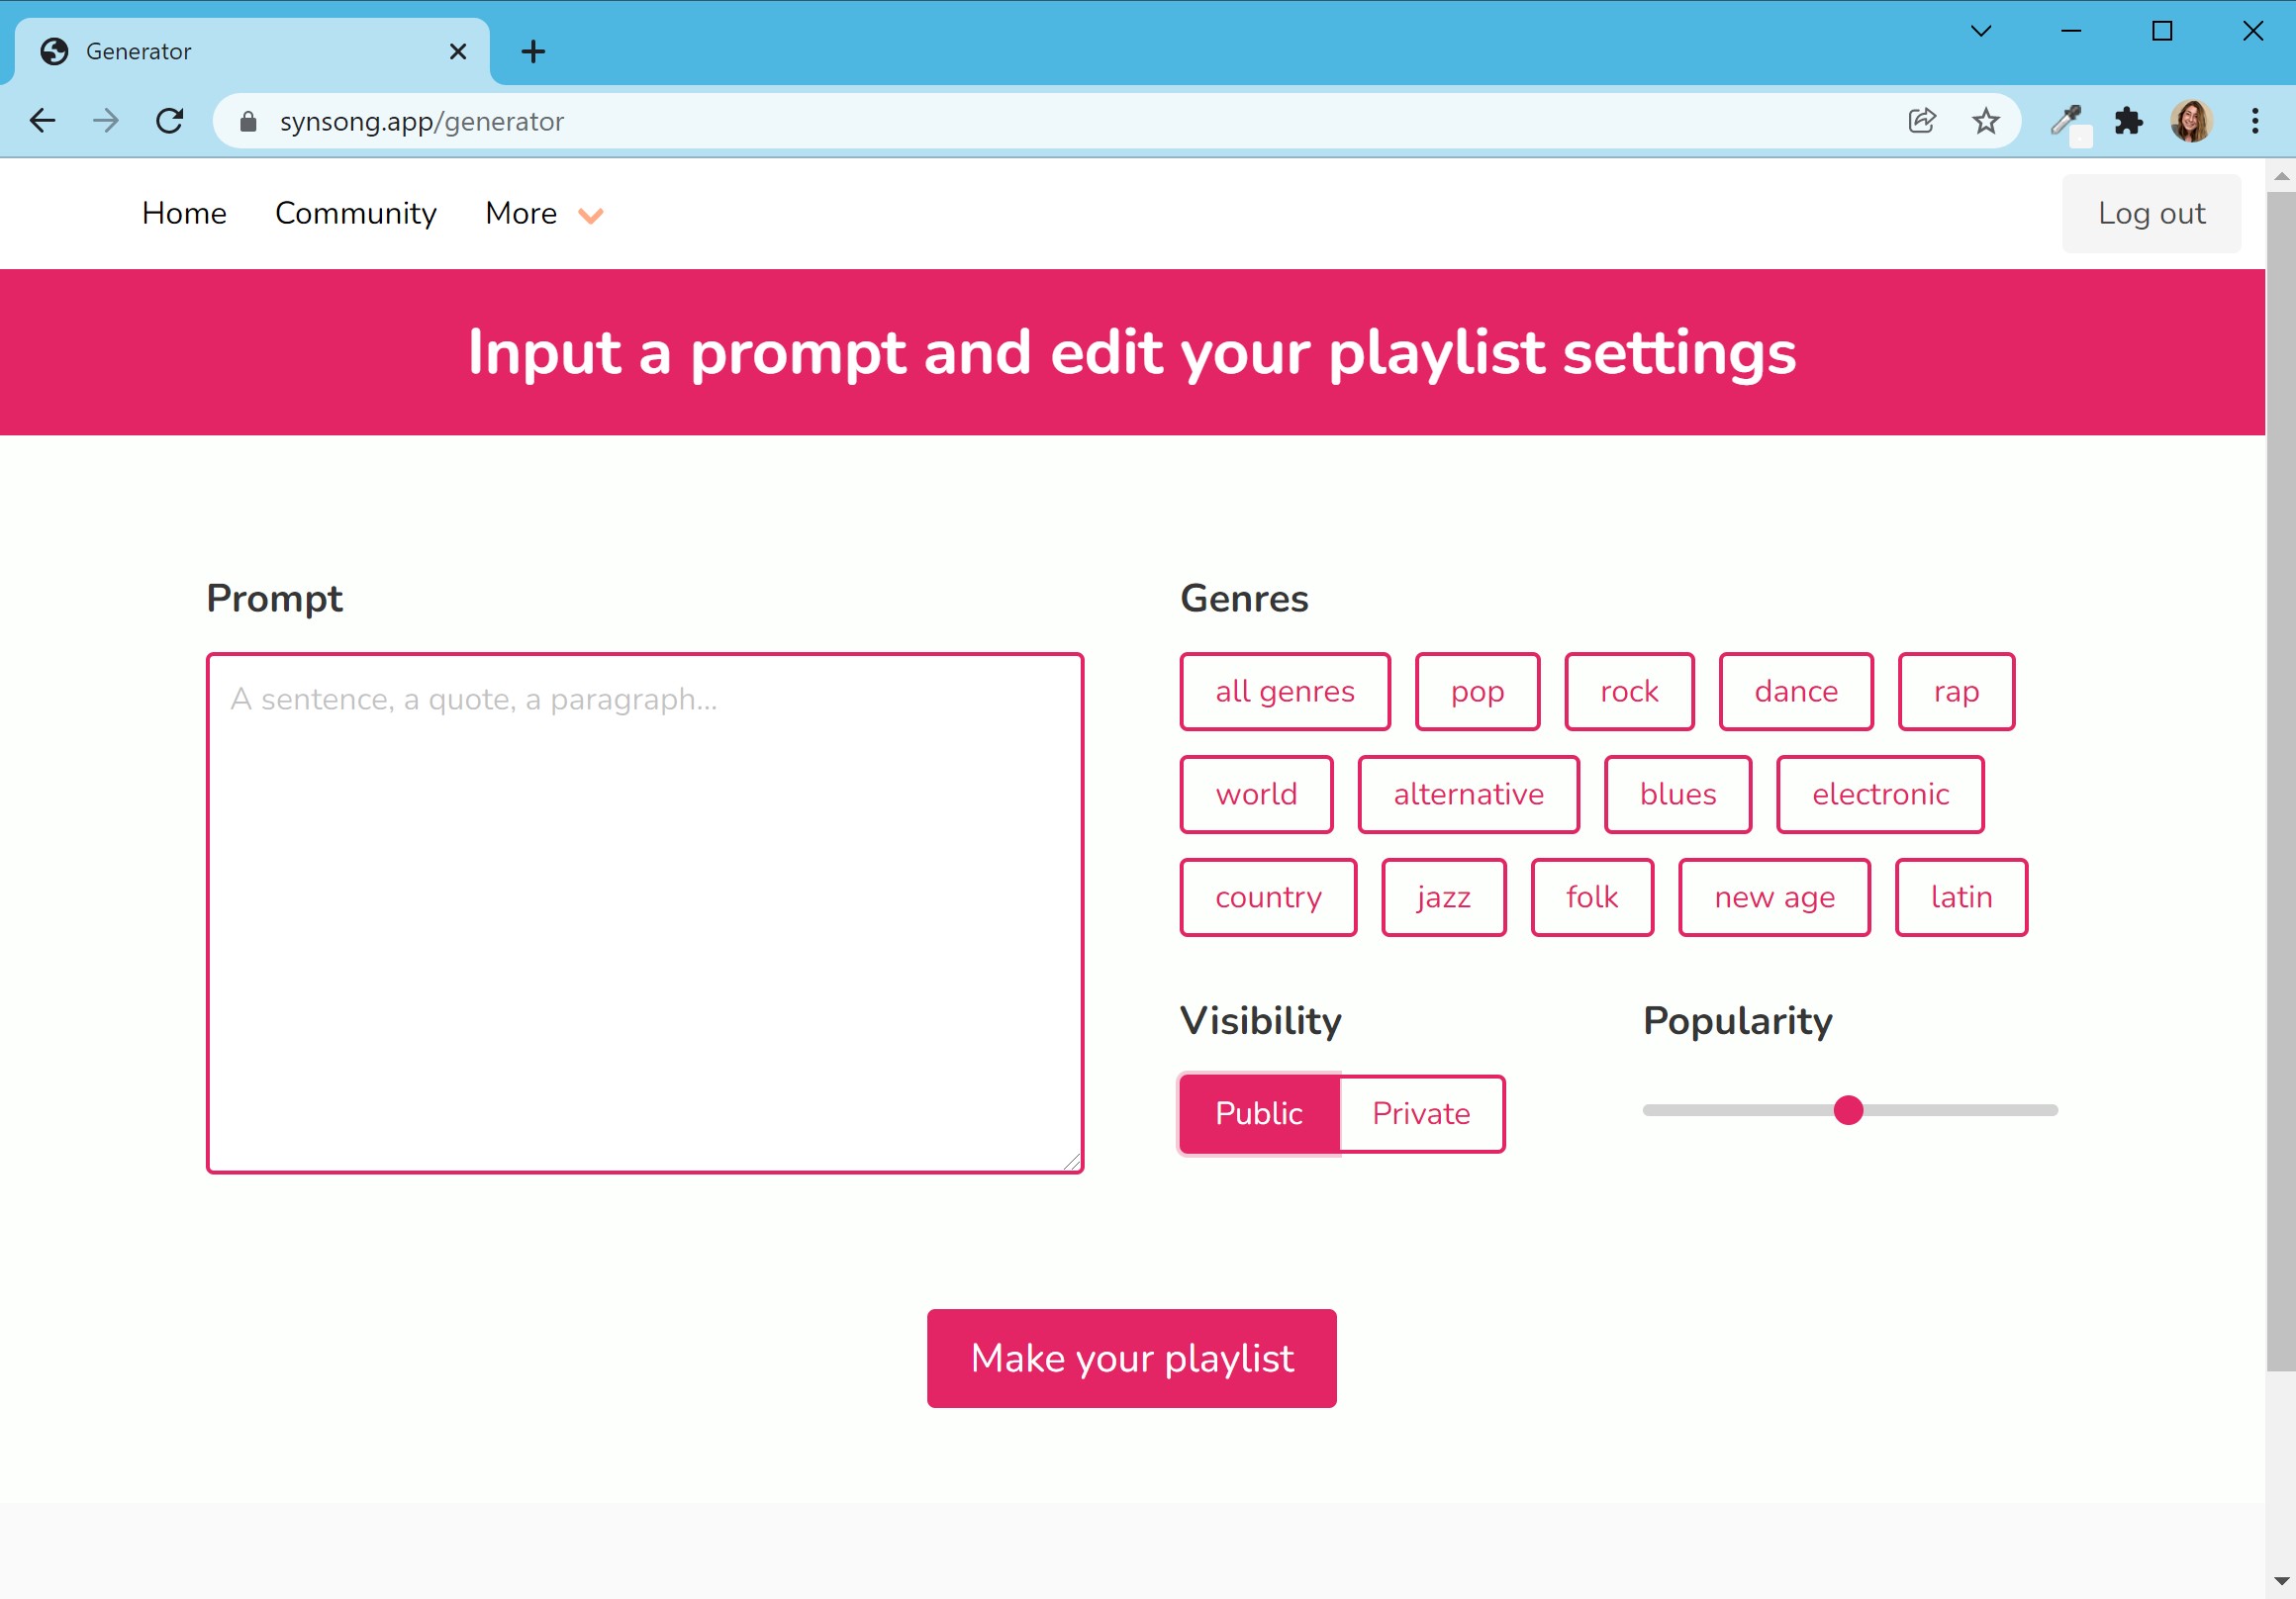 Generator
synsong.app/generator
Home Community More Log out
Input a prompt and edit your playlist settings
Prompt
A sentence, a quote, a paragraph...
Genres
all genres pop rock dance rap
world alternative blues electronic
country jazz folk new age latin
Visibility Popularity
Public Private
Make your playlist